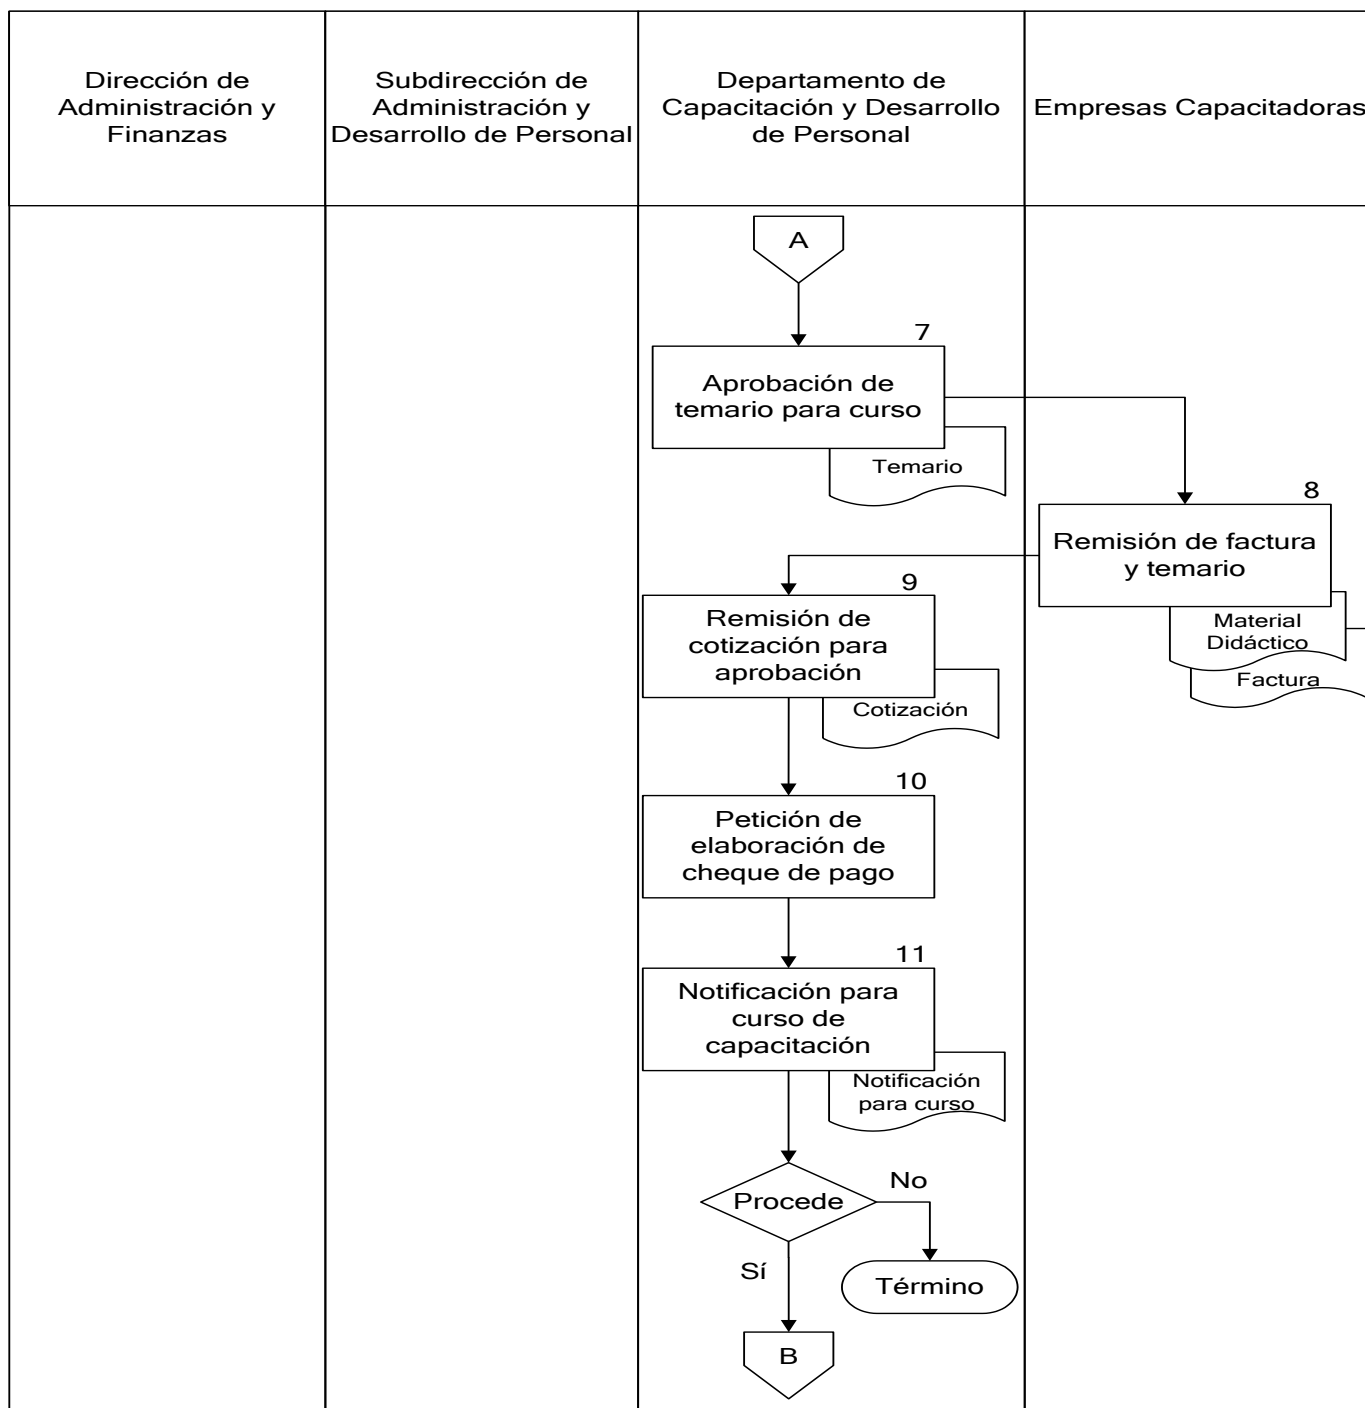 Dirección de
Administración y
Finanzas
Subdirección de
Administración y
Desarrollo de Personal
Departamento de
Capacitación y Desarrollo
de Personal
Empresas Capacitadoras
A
7
Aprobación de
temario para curso
Temario
8
Remisión de factura
y temario
Material
Didáctico
Factura
9
Remisión de
cotización para
aprobación
Cotización
10
Petición de
elaboración de
cheque de pago
11
Notificación para
curso de
capacitación
Notificación
para curso
Procede
No
Sí
Término
B